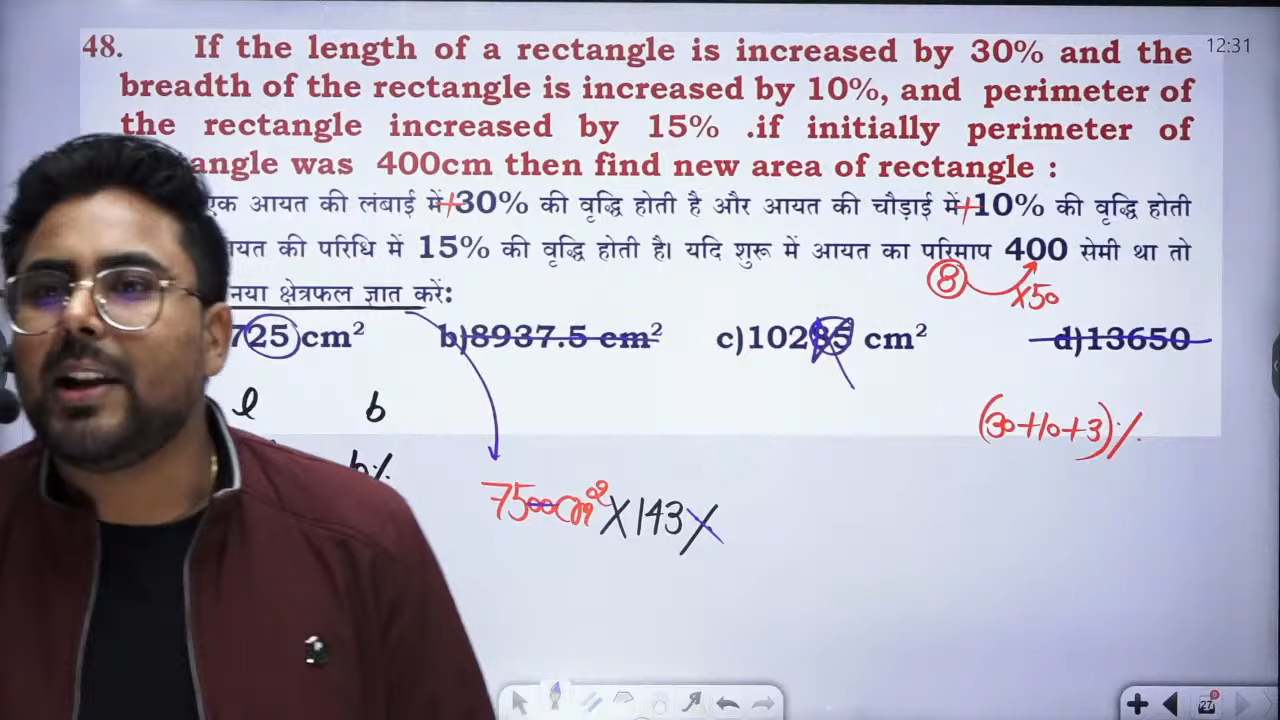 48. If the length of a rectangle is increased by 30% and the
12:31
breadth of the rectangle is increased by 10%, and perimeter of
the rectangle increased by 15% .if initially perimeter of
angle was 400cm then find new area of rectangle :
एक आयत की लंबाई में +30% की वृद्धि होती है और आयत की चौड़ाई में +10% की वृद्धि होती
आयत की परिधि में 15% की वृद्धि होती है। यदि शुरू में आयत का परिमाप 400 सेमी था तो
8 ×50
नया क्षेत्रफल ज्ञात करें:
725 cm² b)8937.5 cm² c)10285 cm² d)13650
l b
(30+10+3)%
b%
7500cm² × 143%
27